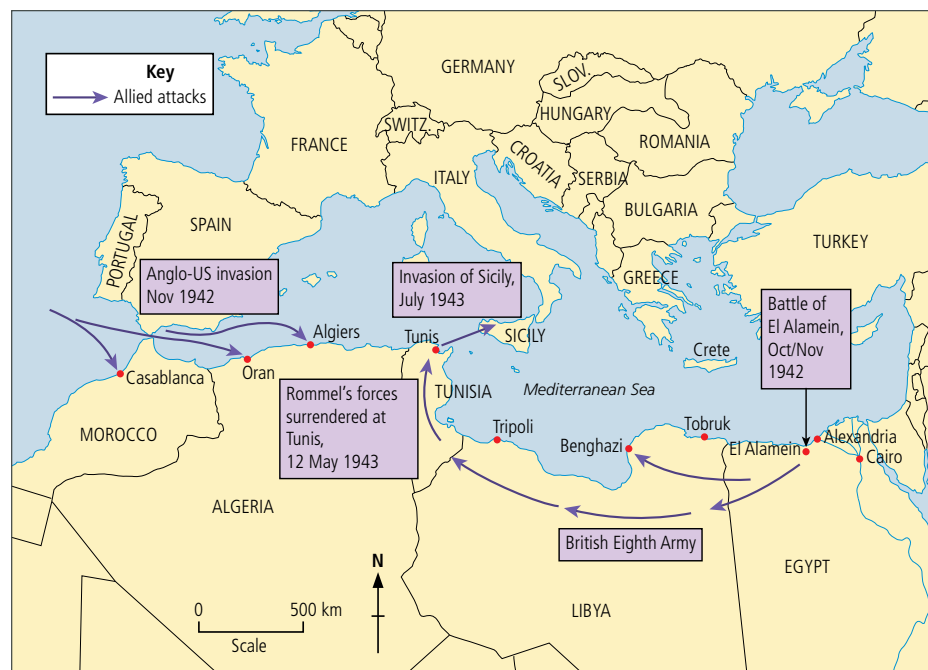 Key
Allied attacks
GERMANY
SLOV.
SWITZ.
HUNGARY
FRANCE
ROMANIA
CROATIA
ITALY
SERBIA
BULGARIA
PORTUGAL
SPAIN
TURKEY
GREECE
Anglo-US invasion
Nov 1942
Invasion of Sicily,
July 1943
Battle of
El Alamein,
Oct/Nov
1942
Algiers
Tunis
SICILY
Crete
Oran
Casablanca
TUNISIA
Mediterranean Sea
Rommel's forces
surrendered at
Tunis,
12 May 1943
MOROCCO
Tripoli
Tobruk
Benghazi
El Alamein
Alexandria
Cairo
ALGERIA
British Eighth Army
EGYPT
LIBYA
N
0 500 km
Scale